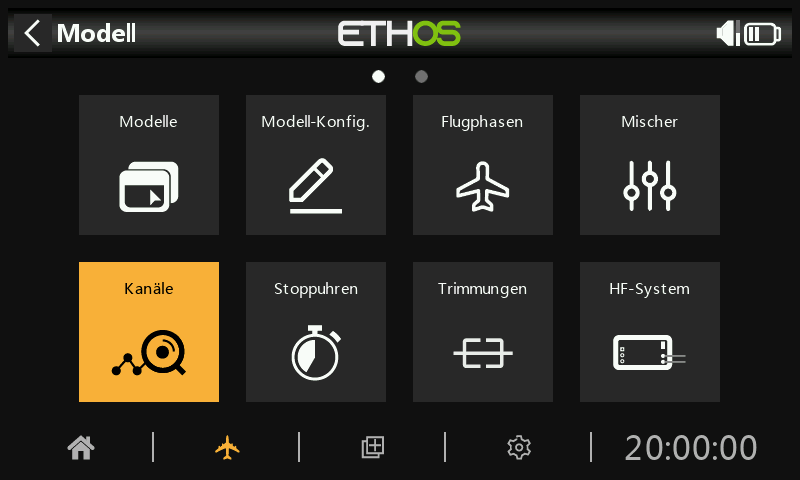 Modell
ETHOS
Modelle
Modell-Konfig.
Flugphasen
Mischer
Kanäle
Stoppuhren
Trimmungen
HF-System
20:00:00